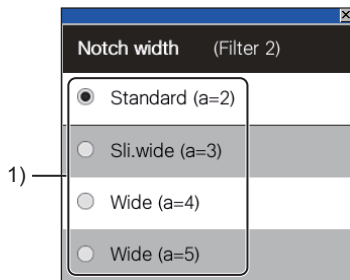 Notch width (Filter 2)
Standard (a=2)
Sli.wide (a=3)
1)
Wide (a=4)
Wide (a=5)